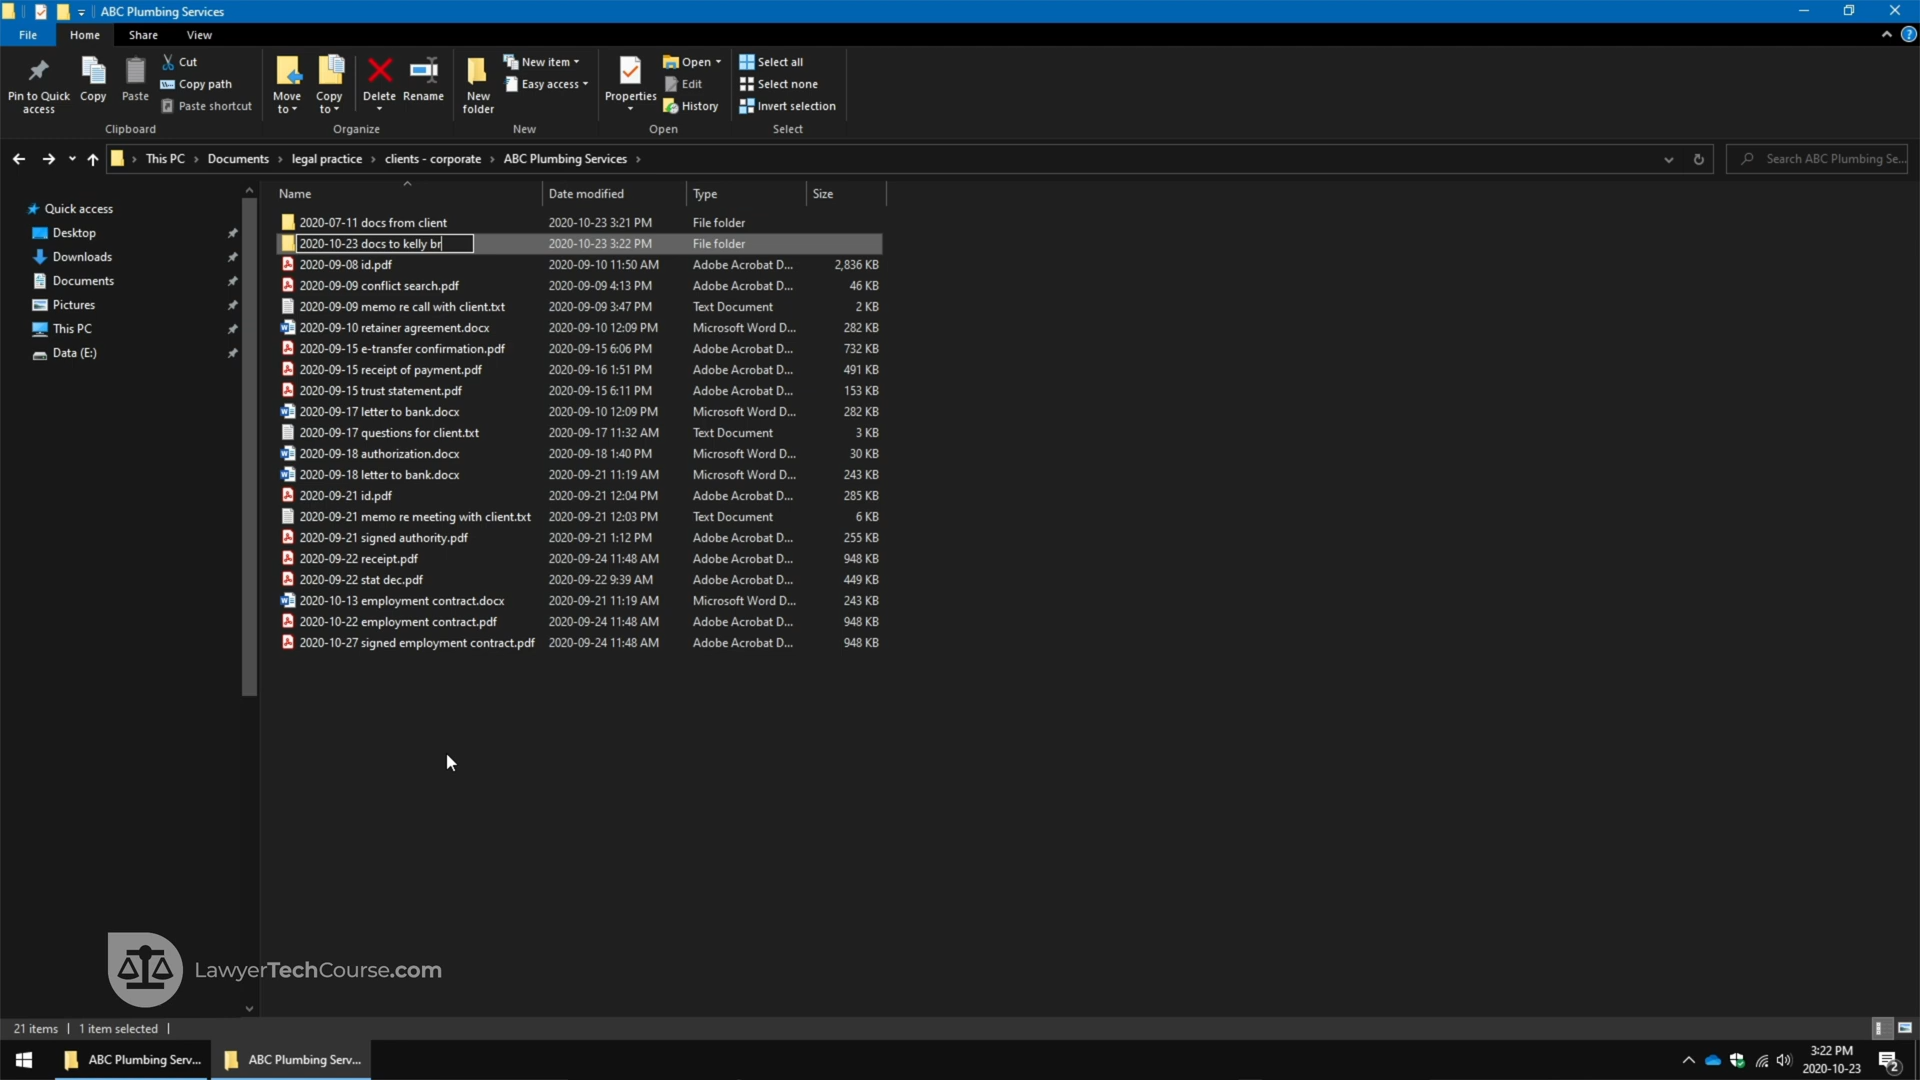 ABC Plumbing Services
File Home Share View
Pin to Quick access
Copy
Paste
Cut
Copy path
Paste shortcut
Clipboard
Move to
Copy to
Delete
Rename
Organize
New folder
New item
Easy access
New
Properties
Open
Edit
History
Open
Select all
Select none
Invert selection
Select
This PC > Documents > legal practice > clients - corporate > ABC Plumbing Services >
Search ABC Plumbing Se...
Quick access
Desktop
Downloads
Documents
Pictures
This PC
Data (E:)
Name Date modified Type Size
2020-07-11 docs from client 2020-10-23 3:21 PM File folder
2020-10-23 docs to kelly br 2020-10-23 3:22 PM File folder
2020-09-08 id.pdf 2020-09-10 11:50 AM Adobe Acrobat D... 2,836 KB
2020-09-09 conflict search.pdf 2020-09-09 4:13 PM Adobe Acrobat D... 46 KB
2020-09-09 memo re call with client.txt 2020-09-09 3:47 PM Text Document 2 KB
2020-09-10 retainer agreement.docx 2020-09-10 12:09 PM Microsoft Word D... 282 KB
2020-09-15 e-transfer confirmation.pdf 2020-09-15 6:06 PM Adobe Acrobat D... 732 KB
2020-09-15 receipt of payment.pdf 2020-09-16 1:51 PM Adobe Acrobat D... 491 KB
2020-09-15 trust statement.pdf 2020-09-15 6:11 PM Adobe Acrobat D... 153 KB
2020-09-17 letter to bank.docx 2020-09-10 12:09 PM Microsoft Word D... 282 KB
2020-09-17 questions for client.txt 2020-09-17 11:32 AM Text Document 3 KB
2020-09-18 authorization.docx 2020-09-18 1:40 PM Microsoft Word D... 30 KB
2020-09-18 letter to bank.docx 2020-09-21 11:19 AM Microsoft Word D... 243 KB
2020-09-21 id.pdf 2020-09-21 12:04 PM Adobe Acrobat D... 285 KB
2020-09-21 memo re meeting with client.txt 2020-09-21 12:03 PM Text Document 6 KB
2020-09-21 signed authority.pdf 2020-09-21 1:12 PM Adobe Acrobat D... 255 KB
2020-09-22 receipt.pdf 2020-09-24 11:48 AM Adobe Acrobat D... 948 KB
2020-09-22 stat dec.pdf 2020-09-22 9:39 AM Adobe Acrobat D... 449 KB
2020-10-13 employment contract.docx 2020-09-21 11:19 AM Microsoft Word D... 243 KB
2020-10-22 employment contract.pdf 2020-09-24 11:48 AM Adobe Acrobat D... 948 KB
2020-10-27 signed employment contract.pdf 2020-09-24 11:48 AM Adobe Acrobat D... 948 KB
LawyerTechCourse.com
21 items | 1 item selected |
ABC Plumbing Serv...
ABC Plumbing Serv...
3:22 PM
2020-10-23
2